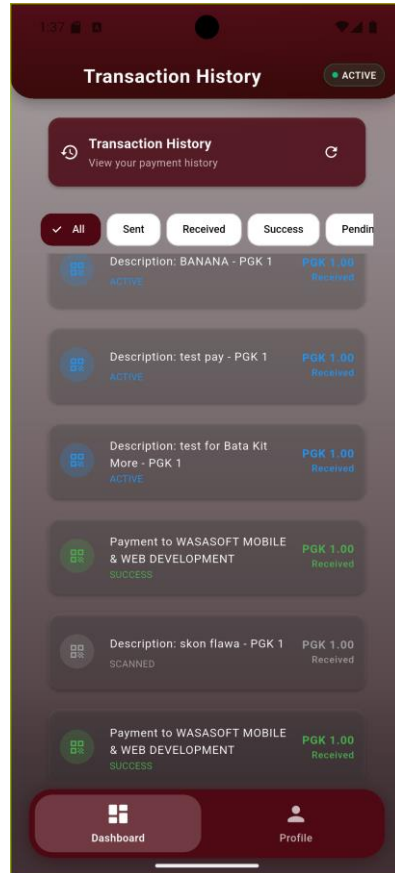 1:37
Transaction History
ACTIVE
Transaction History
View your payment history
All
Sent
Received
Success
Pendin
Description: BANANA - PGK 1
PGK 1.00
ACTIVE
Received
Description: test pay - PGK 1
PGK 1.00
ACTIVE
Received
Description: test for Bata Kit
More - PGK 1
PGK 1.00
ACTIVE
Received
Payment to WASASOFT MOBILE
& WEB DEVELOPMENT
PGK 1.00
SUCCESS
Received
Description: skon flawa - PGK 1
PGK 1.00
SCANNED
Received
Payment to WASASOFT MOBILE
& WEB DEVELOPMENT
PGK 1.00
SUCCESS
Received
Dashboard
Profile